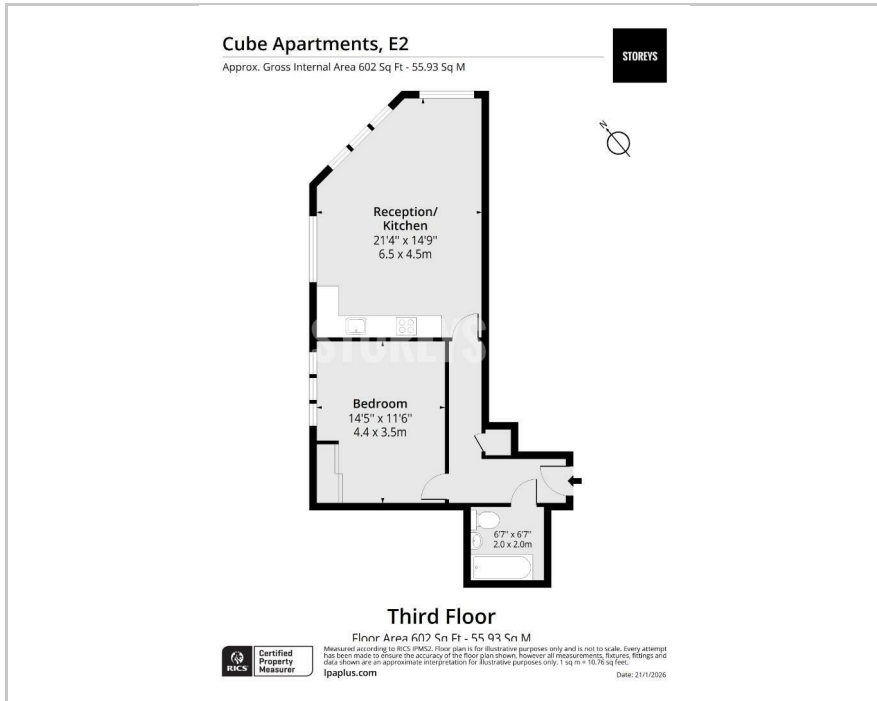 Cube Apartments, E2
Approx. Gross Internal Area 602 Sq Ft - 55.93 Sq M
STOREYS
N
Reception/
Kitchen
21'4" x 14'9"
6.5 x 4.5m
STOREYS
Bedroom
14'5" x 11'6"
4.4 x 3.5m
6'7" x 6'7"
2.0 x 2.0m
Third Floor
Floor Area 602 Sq Ft - 55.93 Sq M
RICS
Certified
Property
Measurer
Measured according to RICS IPMS2. Floor plan is for illustrative purposes only and is not to scale. Every attempt
has been made to ensure the accuracy of the floor plan shown, however all measurements, fixtures, fittings and
data shown are an approximate interpretation for illustrative purposes only. 1 sq m = 10.76 sq feet.
lpaplus.com
Date: 21/1/2026